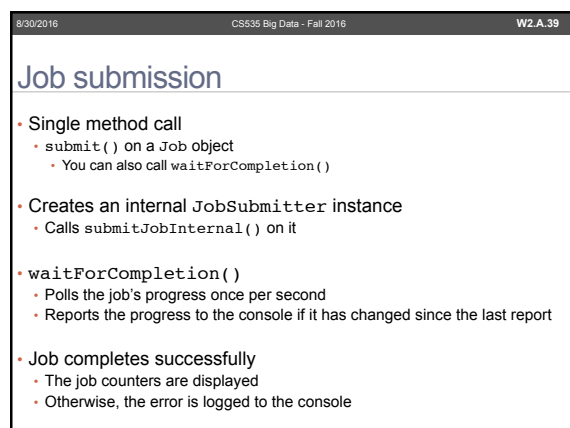 8/30/2016 CS535 Big Data - Fall 2016 W2.A.39
Job submission
• Single method call
• submit() on a Job object
• You can also call waitForCompletion()
• Creates an internal JobSubmitter instance
• Calls submitJobInternal() on it
• waitForCompletion()
• Polls the job's progress once per second
• Reports the progress to the console if it has changed since the last report
• Job completes successfully
• The job counters are displayed
• Otherwise, the error is logged to the console